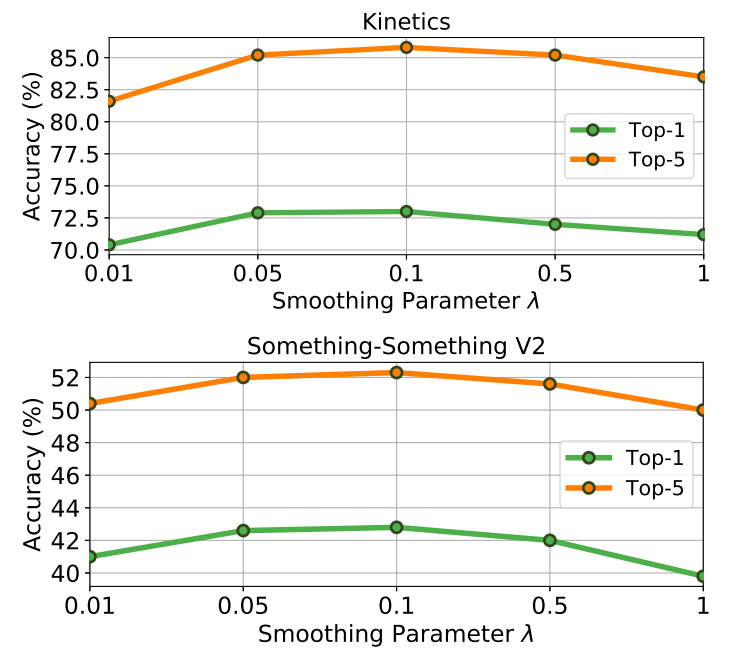 Kinetics
85.0
82.5
80.0
77.5
75.0
72.5
70.0
Accuracy (%)
Top-1
Top-5
0.01 0.05 0.1 0.5 1
Smoothing Parameter λ
Something-Something V2
52
50
48
46
44
42
40
Accuracy (%)
Top-1
Top-5
0.01 0.05 0.1 0.5 1
Smoothing Parameter λ